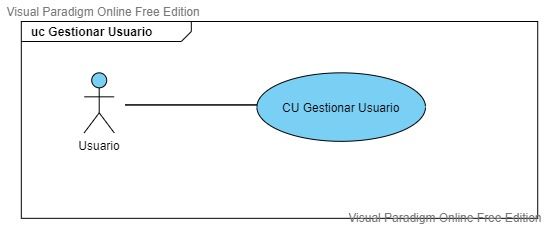 Visual Paradigm Online Free Edition
uc Gestionar Usuario
CU Gestionar Usuario
Usuario
Visual Paradigm Online Free Edition